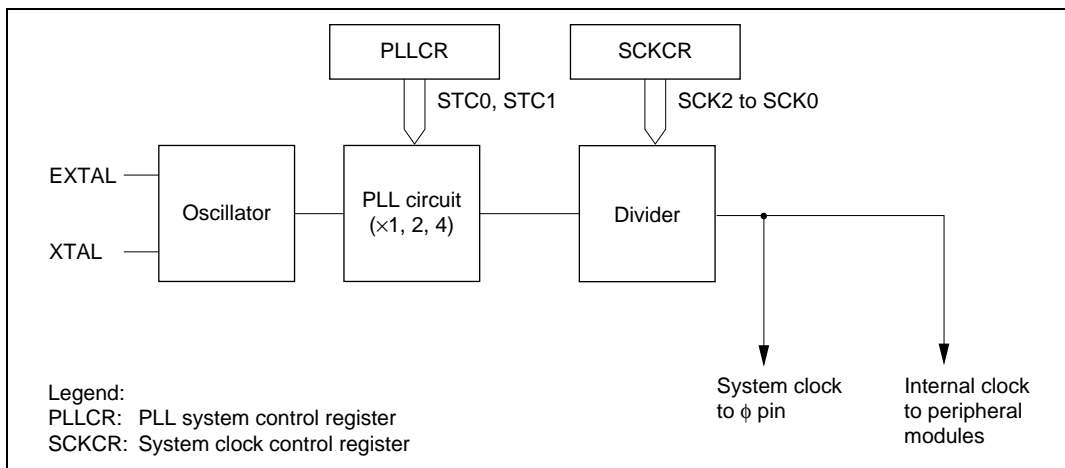 PLLCR
SCKCR
STC0, STC1
SCK2 to SCK0
EXTAL
XTAL
Oscillator
PLL circuit
(×1, 2, 4)
Divider
System clock
to ϕ pin
Internal clock
to peripheral
modules
Legend:
PLLCR: PLL system control register
SCKCR: System clock control register